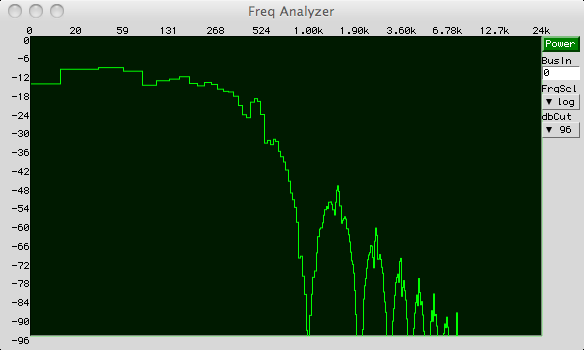 Freq Analyzer
0 20 59 131 268 524 1.00k 1.90k 3.60k 6.78k 12.7k 24k
0
-6
-12
-18
-24
-30
-36
-42
-48
-54
-60
-66
-72
-78
-84
-90
-96
Power
BusIn
0
FrqScl
▼ log
dbCut
▼ 96